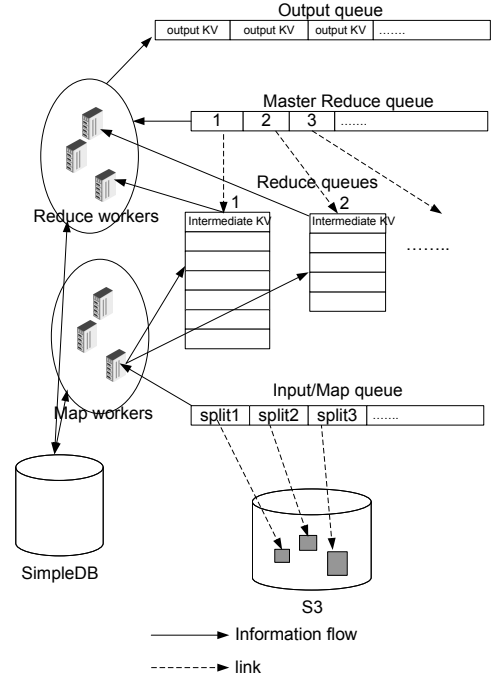 Output queue
output KV output KV output KV .......
Master Reduce queue
1 2 3 .......
Reduce queues
1 2
Intermediate KV Intermediate KV
........
Reduce workers
Map workers
Input/Map queue
split1 split2 split3 .......
SimpleDB
S3
Information flow
link